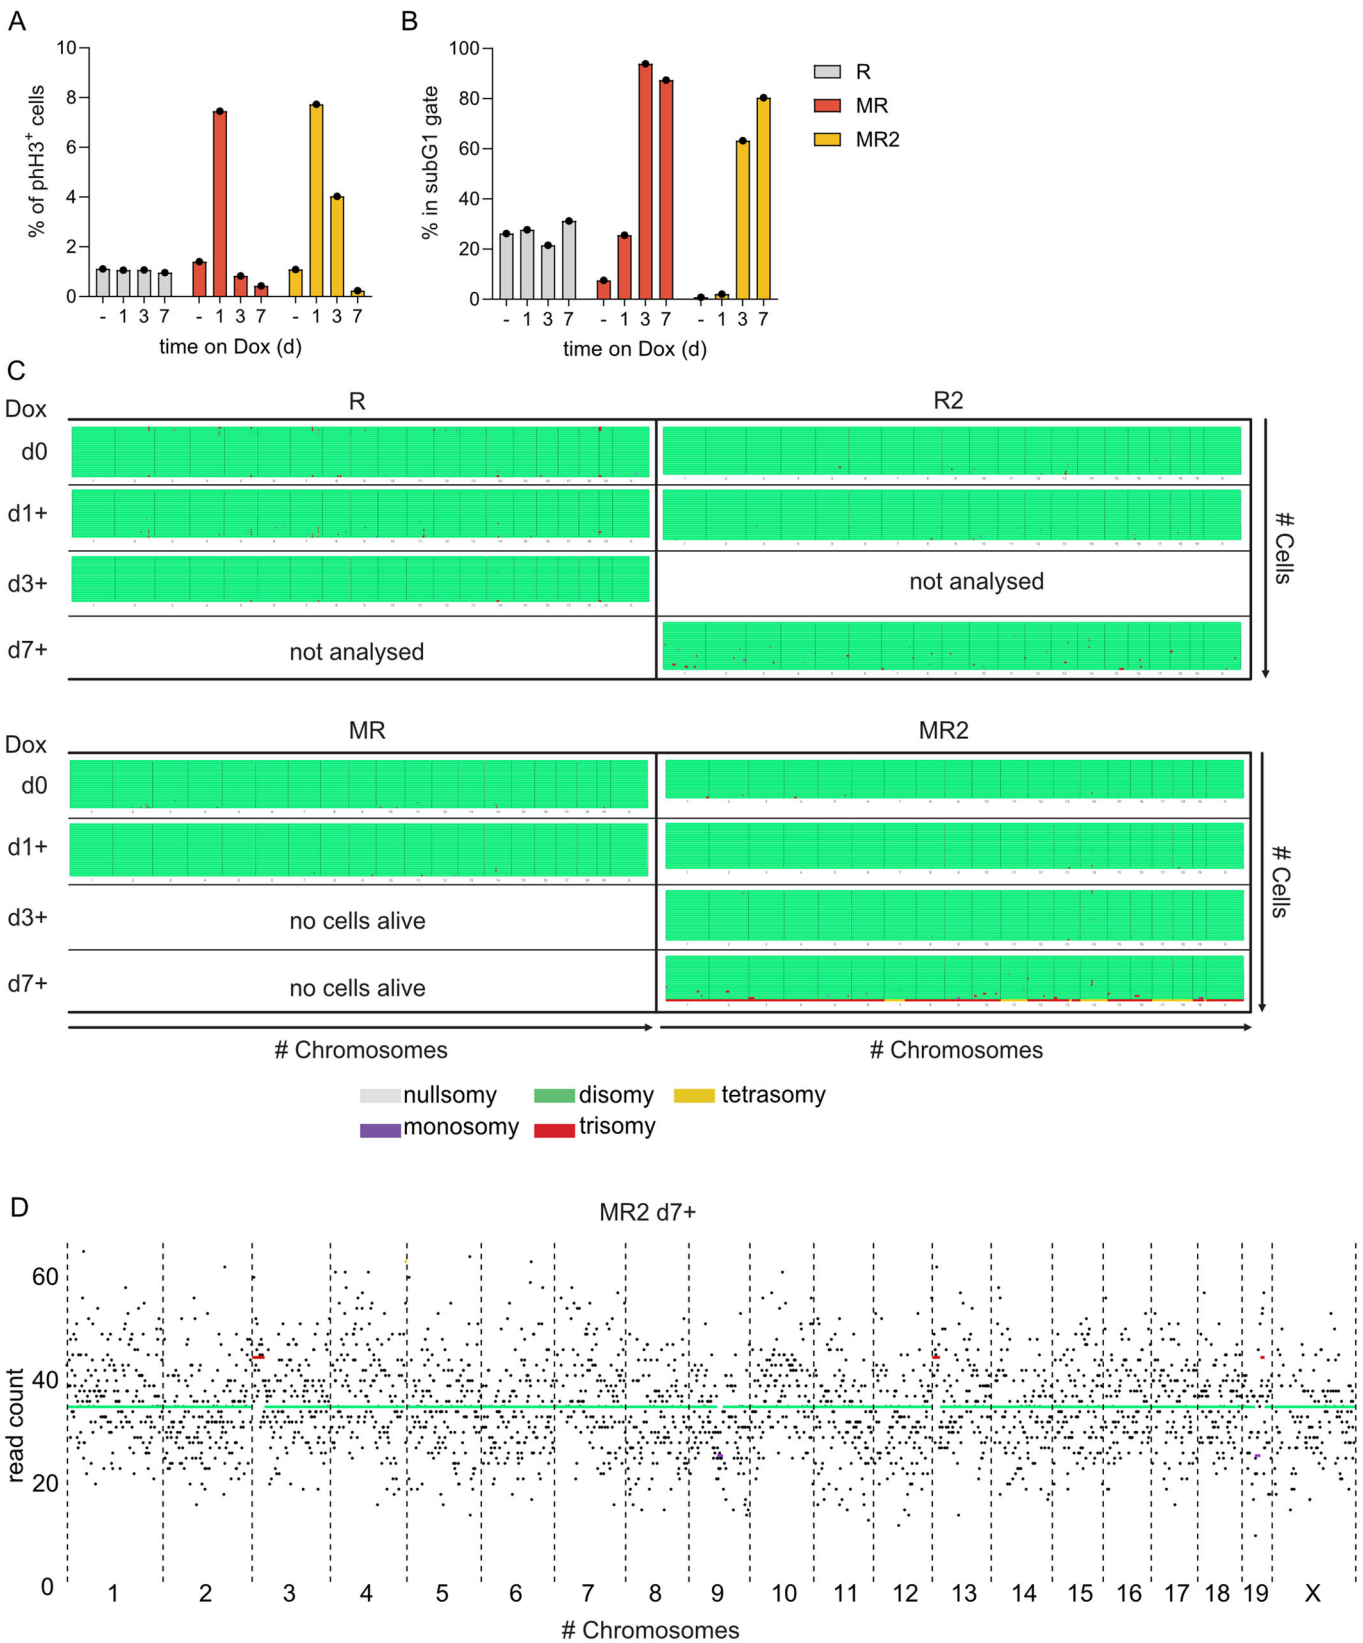 A
B
10
8
6
4
2
0
% of phH3+ cells
- 1 3 7 - 1 3 7 - 1 3 7
time on Dox (d)
100
80
60
40
20
0
% in subG1 gate
- 1 3 7 - 1 3 7 - 1 3 7
time on Dox (d)
R
MR
MR2
C
Dox
R
R2
d0
d1+
d3+
not analysed
d7+
not analysed
# Cells
Dox
MR
MR2
d0
d1+
d3+
no cells alive
d7+
no cells alive
# Cells
# Chromosomes
# Chromosomes
nullsomy
disomy
tetrasomy
monosomy
trisomy
D
MR2 d7+
60
40
20
0
read count
1 2 3 4 5 6 7 8 9 10 11 12 13 14 15 16 17 18 19 X
# Chromosomes